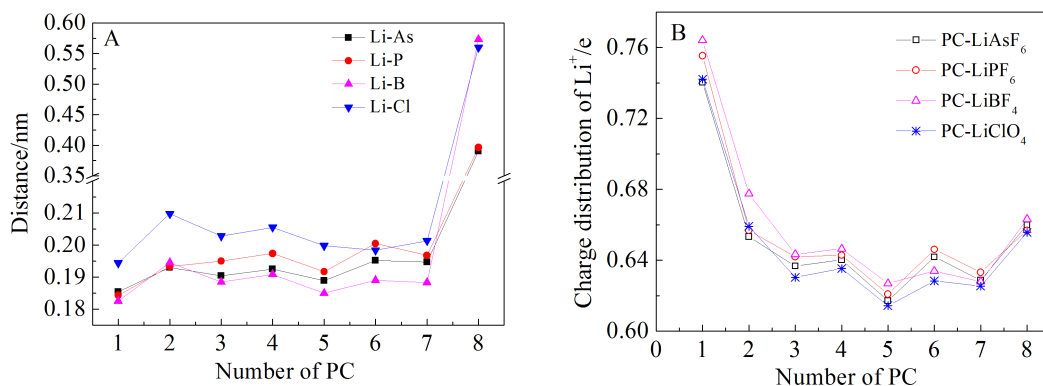 A
Li-As
Li-P
Li-B
Li-Cl
Distance/nm
0.60
0.55
0.50
0.45
0.40
0.35
0.21
0.20
0.19
0.18
1 2 3 4 5 6 7 8
Number of PC
B
PC-LiAsF₆
PC-LiPF₆
PC-LiBF₄
PC-LiClO₄
Charge distribution of Li⁺/e
0.76
0.72
0.68
0.64
0.60
0 1 2 3 4 5 6 7 8
Number of PC